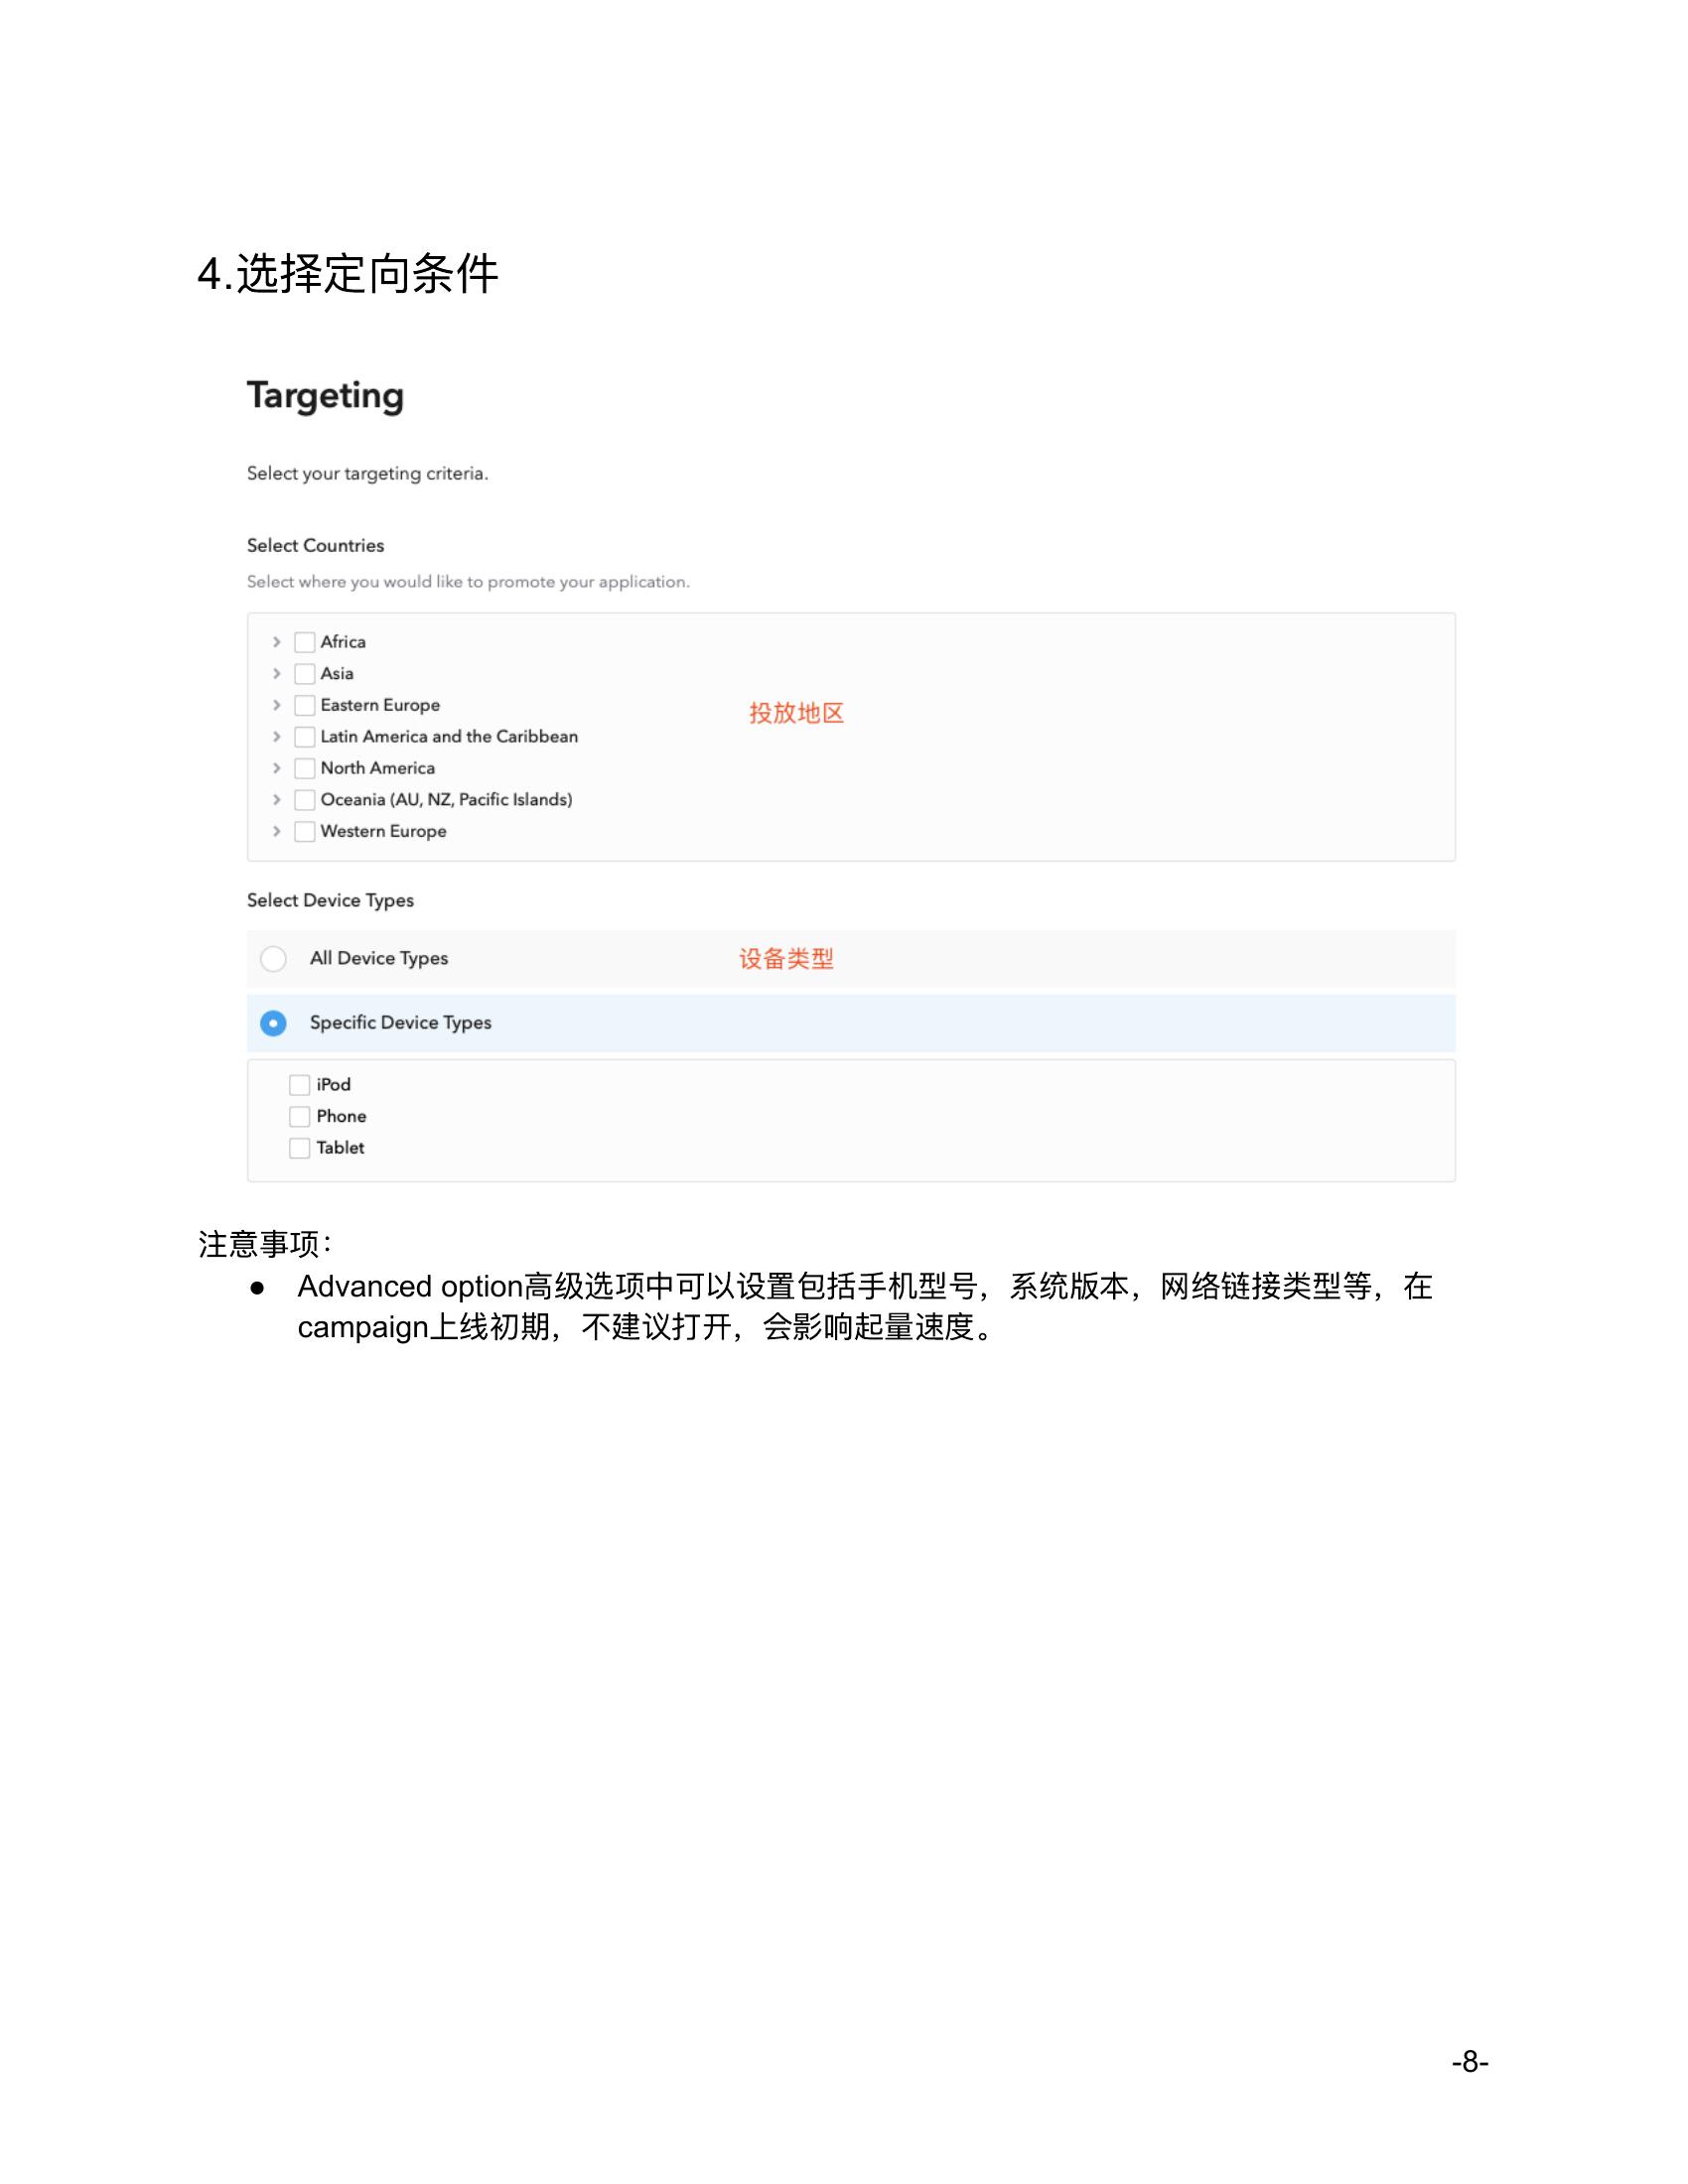 4.选择定向条件
Targeting
Select your targeting criteria.
Select Countries
Select where you would like to promote your application.
Africa
Asia
Eastern Europe
投放地区
Latin America and the Caribbean
North America
Oceania (AU, NZ, Pacific Islands)
Western Europe
Select Device Types
All Device Types
设备类型
Specific Device Types
iPod
Phone
Tablet
注意事项：
● Advanced option高级选项中可以设置包括手机型号，系统版本，网络链接类型等，在
campaign上线初期，不建议打开，会影响起量速度。
-8-